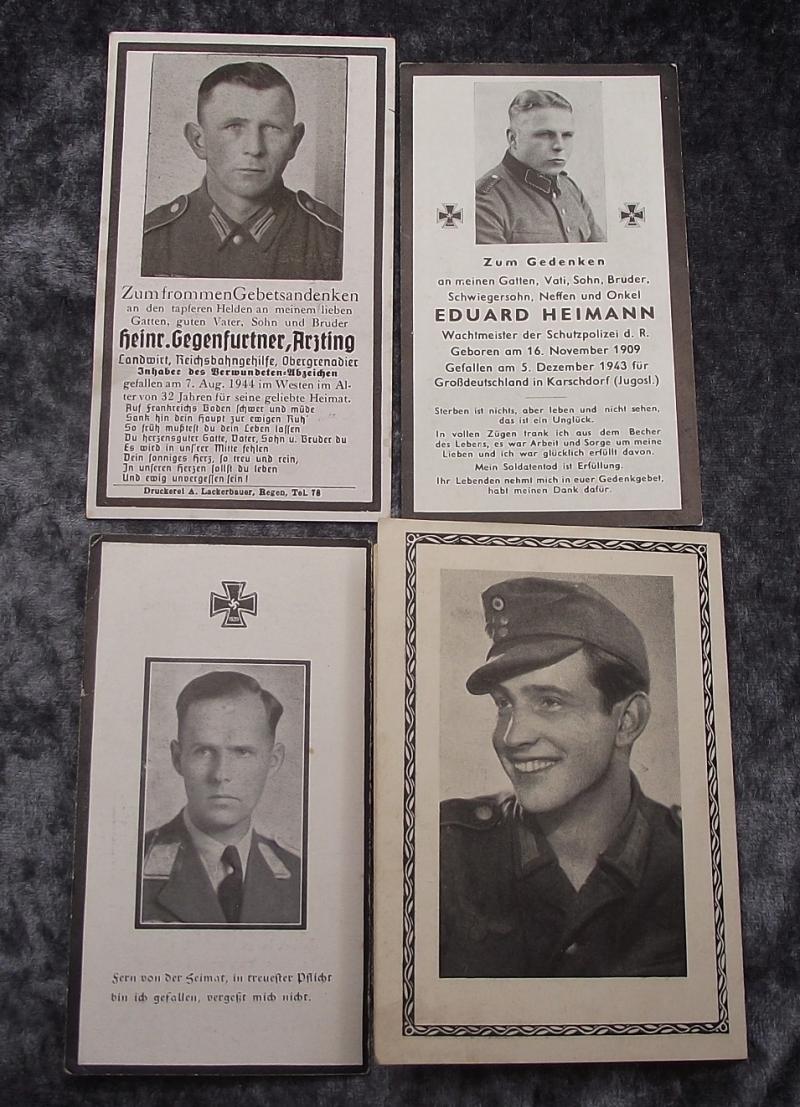 Zum frommen Gebetsandenken
an den tapferen Helden an meinem lieben
Gatten, guten Vater, Sohn und Bruder
Heinr. Gegenfurtner, Arzting
Landwirt, Reichsbahngehilfe, Obergrenadier
Inhaber des Verwundeten-Abzeichen
gefallen am 7. Aug. 1944 im Westen im Al-
ter von 32 Jahren für seine geliebte Heimat.
Auf Frankreichs Boden schwer und müde
Sank hin dein Haupt zur ewigen Ruh'
So früh mußtest du dein Leben lassen
Du herzensguter Gatte, Vater, Sohn u. Bruder du
Es wird in uns'rer Mitte fehlen
Dein sonniges Herz, so treu und rein,
In unseren Herzen sollst du leben
Und ewig unvergessen sein!
Druckerei A. Lackerbauer, Regen, Tel. 78
Zum Gedenken
an meinen Gatten, Vati, Sohn, Bruder,
Schwiegersohn, Neffen und Onkel
EDUARD HEIMANN
Wachtmeister der Schutzpolizei d. R.
Geboren am 16. November 1909
Gefallen am 5. Dezember 1943 für
Großdeutschland in Karschdorf (Jugosl.)
Sterben ist nichts, aber leben und nicht sehen,
das ist ein Unglück.
In vollen Zügen trank ich aus dem Becher
des Lebens, es war Arbeit und Sorge um meine
Lieben und ich war glücklich erfüllt davon.
Mein Soldatentod ist Erfüllung.
Ihr Lebenden nehmt mich in euer Gedenkgebet,
habt meinen Dank dafür.
Fern von der Heimat, in treuester Pflicht
bin ich gefallen, vergeßt mich nicht.